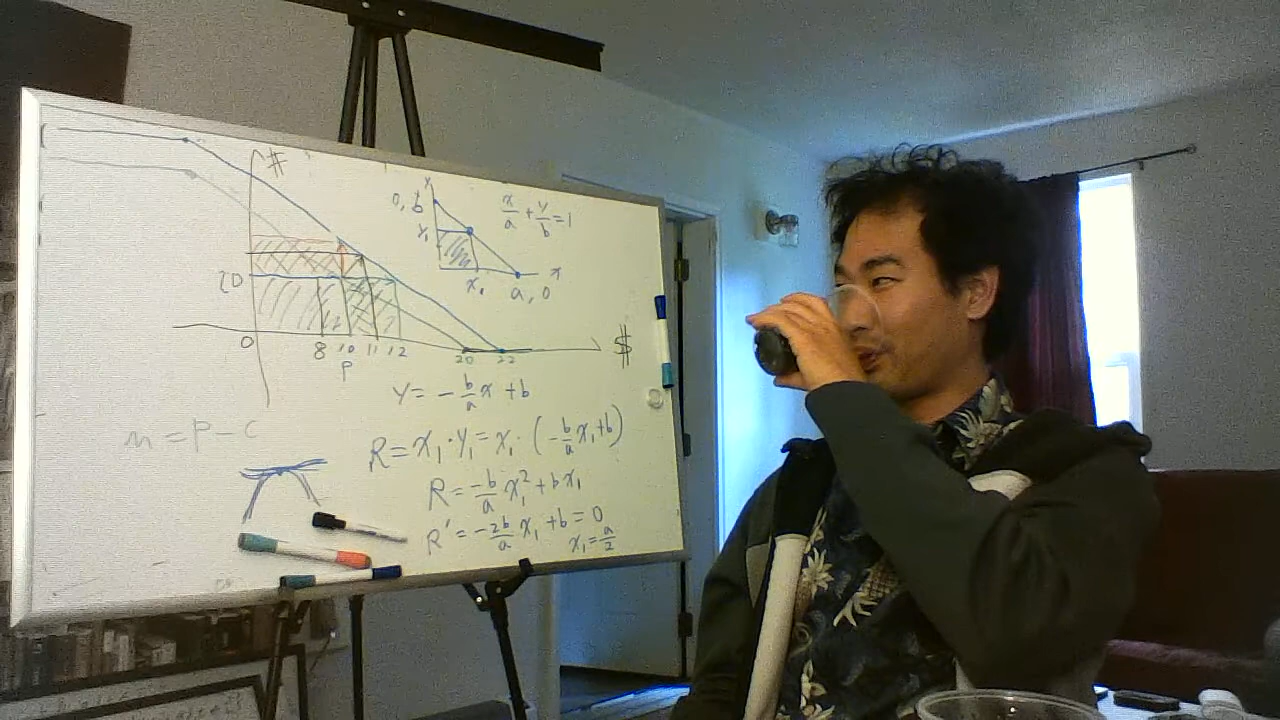 #
y
0, b
x/a + y/b = 1
y₁
x
x₁
a, 0
20
0
8 10 11 12 20 22
$
P
Y = -b/a x + b
m = P - C
R = x₁ · y₁ = x₁ · (-b/a x₁ + b)
R = -b/a x₁² + b x₁
R' = -2b/a x₁ + b = 0
x₁ = a/2